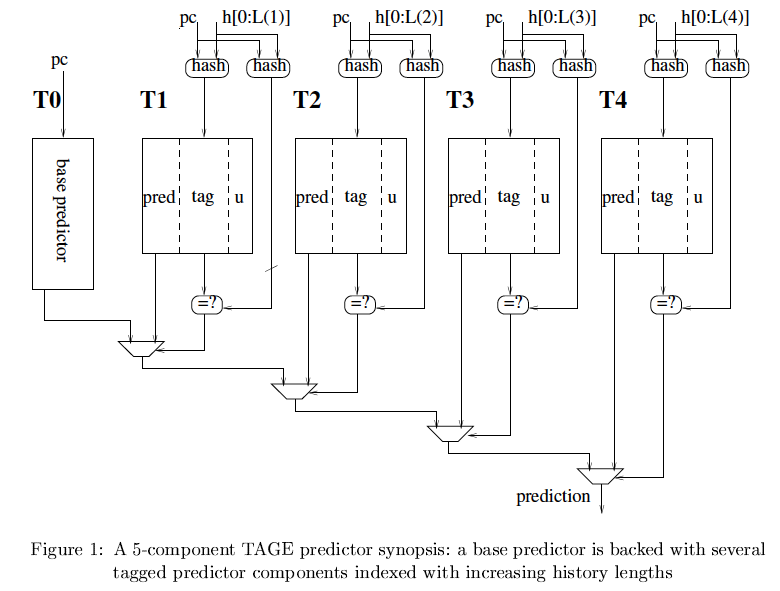 pc h[0:L(1)] pc h[0:L(2)] pc h[0:L(3)] pc h[0:L(4)]
pc hash hash hash hash hash hash hash hash
T0 T1 T2 T3 T4
base predictor
pred tag u pred tag u pred tag u pred tag u
=? =? =? =?
prediction
Figure 1: A 5-component TAGE predictor synopsis: a base predictor is backed with several
tagged predictor components indexed with increasing history lengths